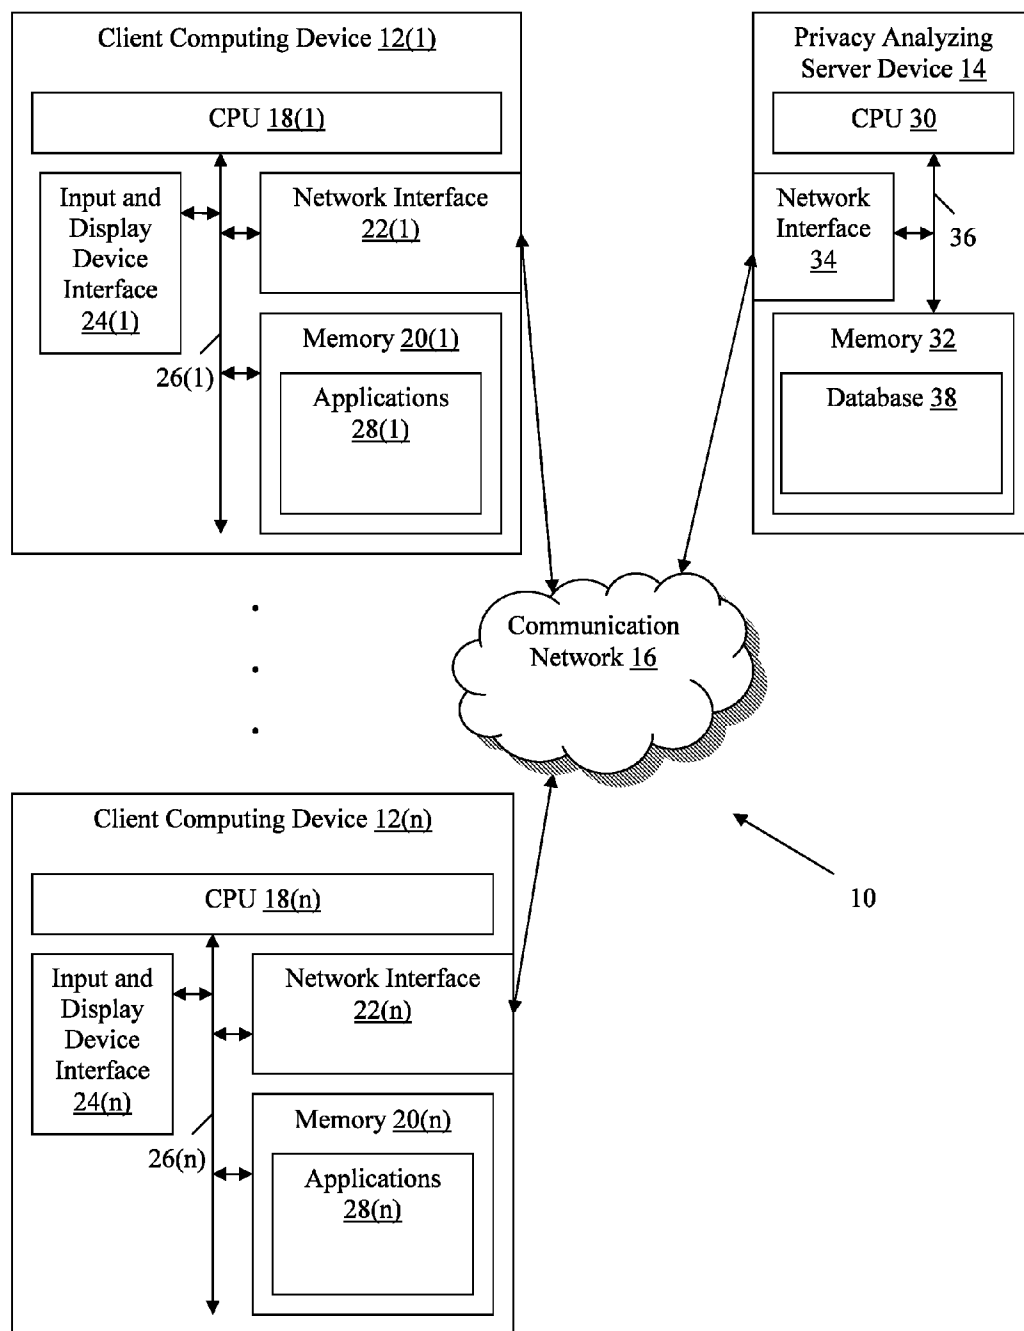 Client Computing Device 12(1)
CPU 18(1)
Input and
Display
Device
Interface
24(1)
Network Interface
22(1)
26(1)
Memory 20(1)
Applications
28(1)
Privacy Analyzing
Server Device 14
CPU 30
Network
Interface
34
36
Memory 32
Database 38
Communication
Network 16
Client Computing Device 12(n)
CPU 18(n)
Input and
Display
Device
Interface
24(n)
Network Interface
22(n)
26(n)
Memory 20(n)
Applications
28(n)
10